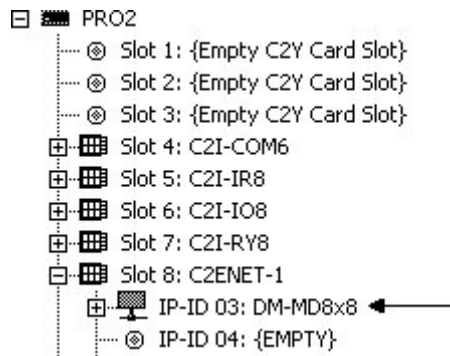 PRO2
Slot 1: {Empty C2Y Card Slot}
Slot 2: {Empty C2Y Card Slot}
Slot 3: {Empty C2Y Card Slot}
Slot 4: C2I-COM6
Slot 5: C2I-IR8
Slot 6: C2I-IO8
Slot 7: C2I-RY8
Slot 8: C2ENET-1
IP-ID 03: DM-MD8x8
IP-ID 04: {EMPTY}